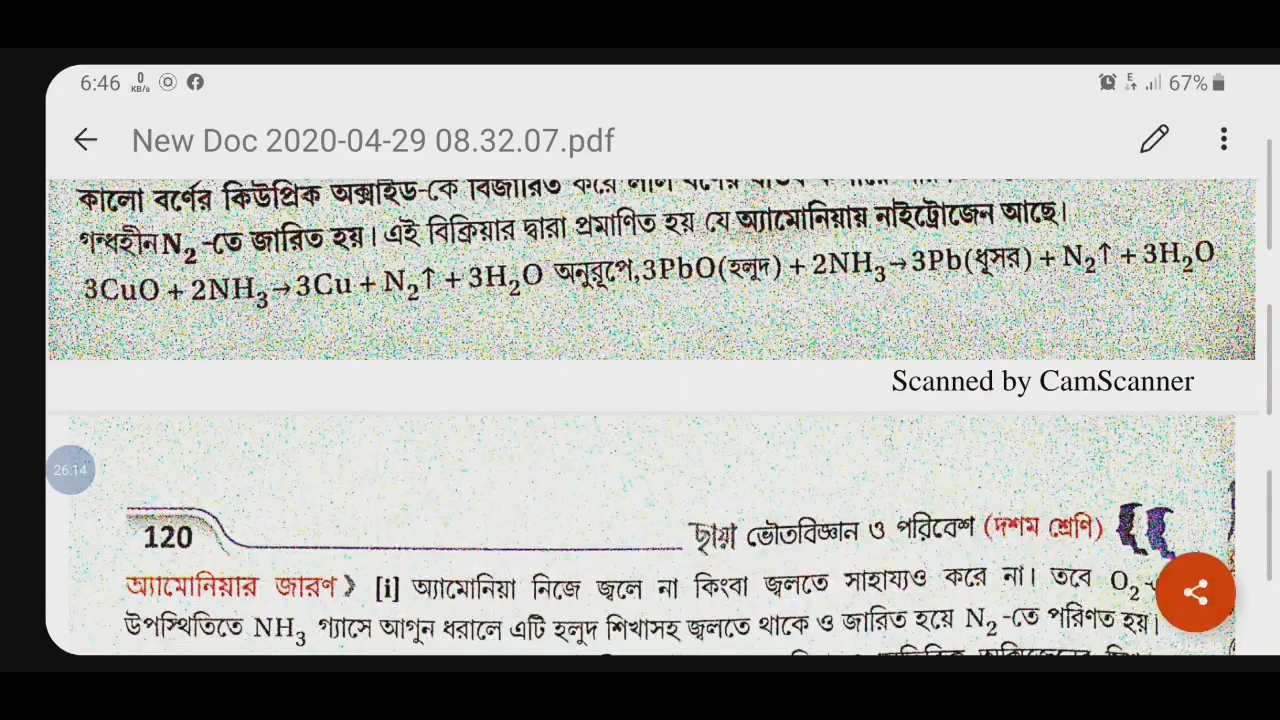 6:46 0 KB/s E 67%
New Doc 2020-04-29 08.32.07.pdf
কালো বর্ণের কিউপ্রিক অক্সাইড-কে বিজারিত করে লাল
গন্ধহীন N₂-তে জারিত হয়। এই বিক্রিয়ার দ্বারা প্রমাণিত হয় যে অ্যামোনিয়ায় নাইট্রোজেন আছে।
3CuO + 2NH₃→3Cu + N₂↑ + 3H₂O অনুরূপে,3PbO(হলুদ) + 2NH₃→3Pb(ধূসর) + N₂↑ + 3H₂O
Scanned by CamScanner
26:14
120 ছায়া ভৌতবিজ্ঞান ও পরিবেশ (দশম শ্রেণি)
অ্যামোনিয়ার জারণ》 [i] অ্যামোনিয়া নিজে জ্বলে না কিংবা জ্বলতে সাহায্যও করে না। তবে O₂-
উপস্থিতিতে NH₃ গ্যাসে আগুন ধরালে এটি হলুদ শিখাসহ জ্বলতে থাকে ও জারিত হয়ে N₂-তে পরিণত হয়।